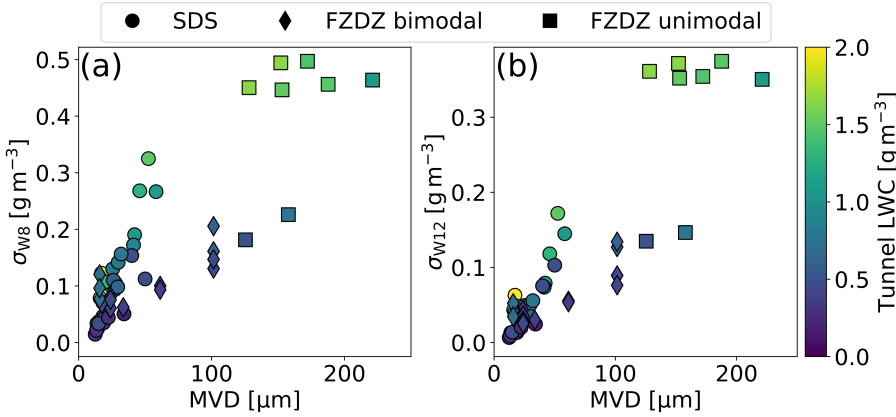 SDS FZDZ bimodal FZDZ unimodal
(a)
0.5
0.4
0.3
0.2
0.1
0.0
σW8 [g m−3]
0 100 200
MVD [µm]
(b)
0.3
0.2
0.1
0.0
σW12 [g m−3]
0 100 200
MVD [µm]
2.0
1.5
1.0
0.5
0.0
Tunnel LWC [g m−3]